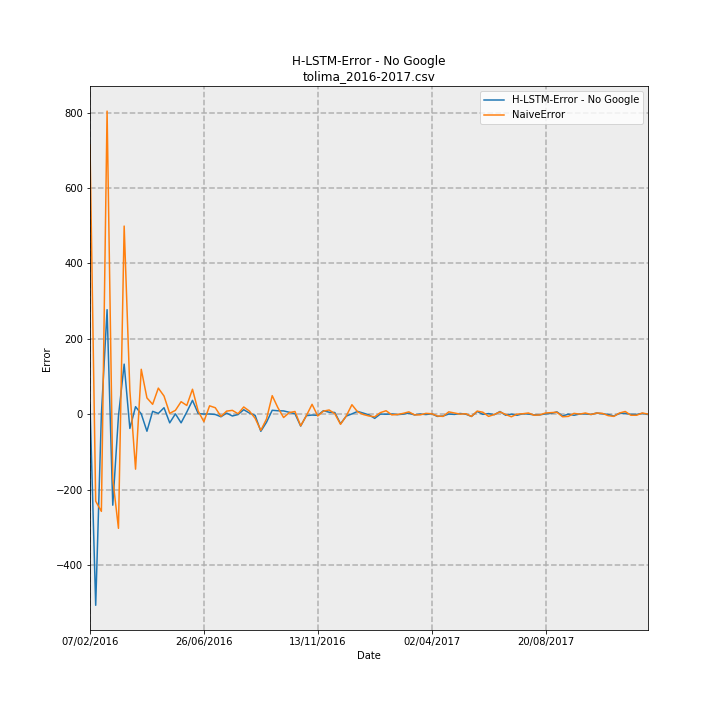 H-LSTM-Error - No Google
tolima_2016-2017.csv
H-LSTM-Error - No Google
NaiveError
800
600
400
200
0
−200
−400
Error
07/02/2016
26/06/2016
13/11/2016
02/04/2017
20/08/2017
Date